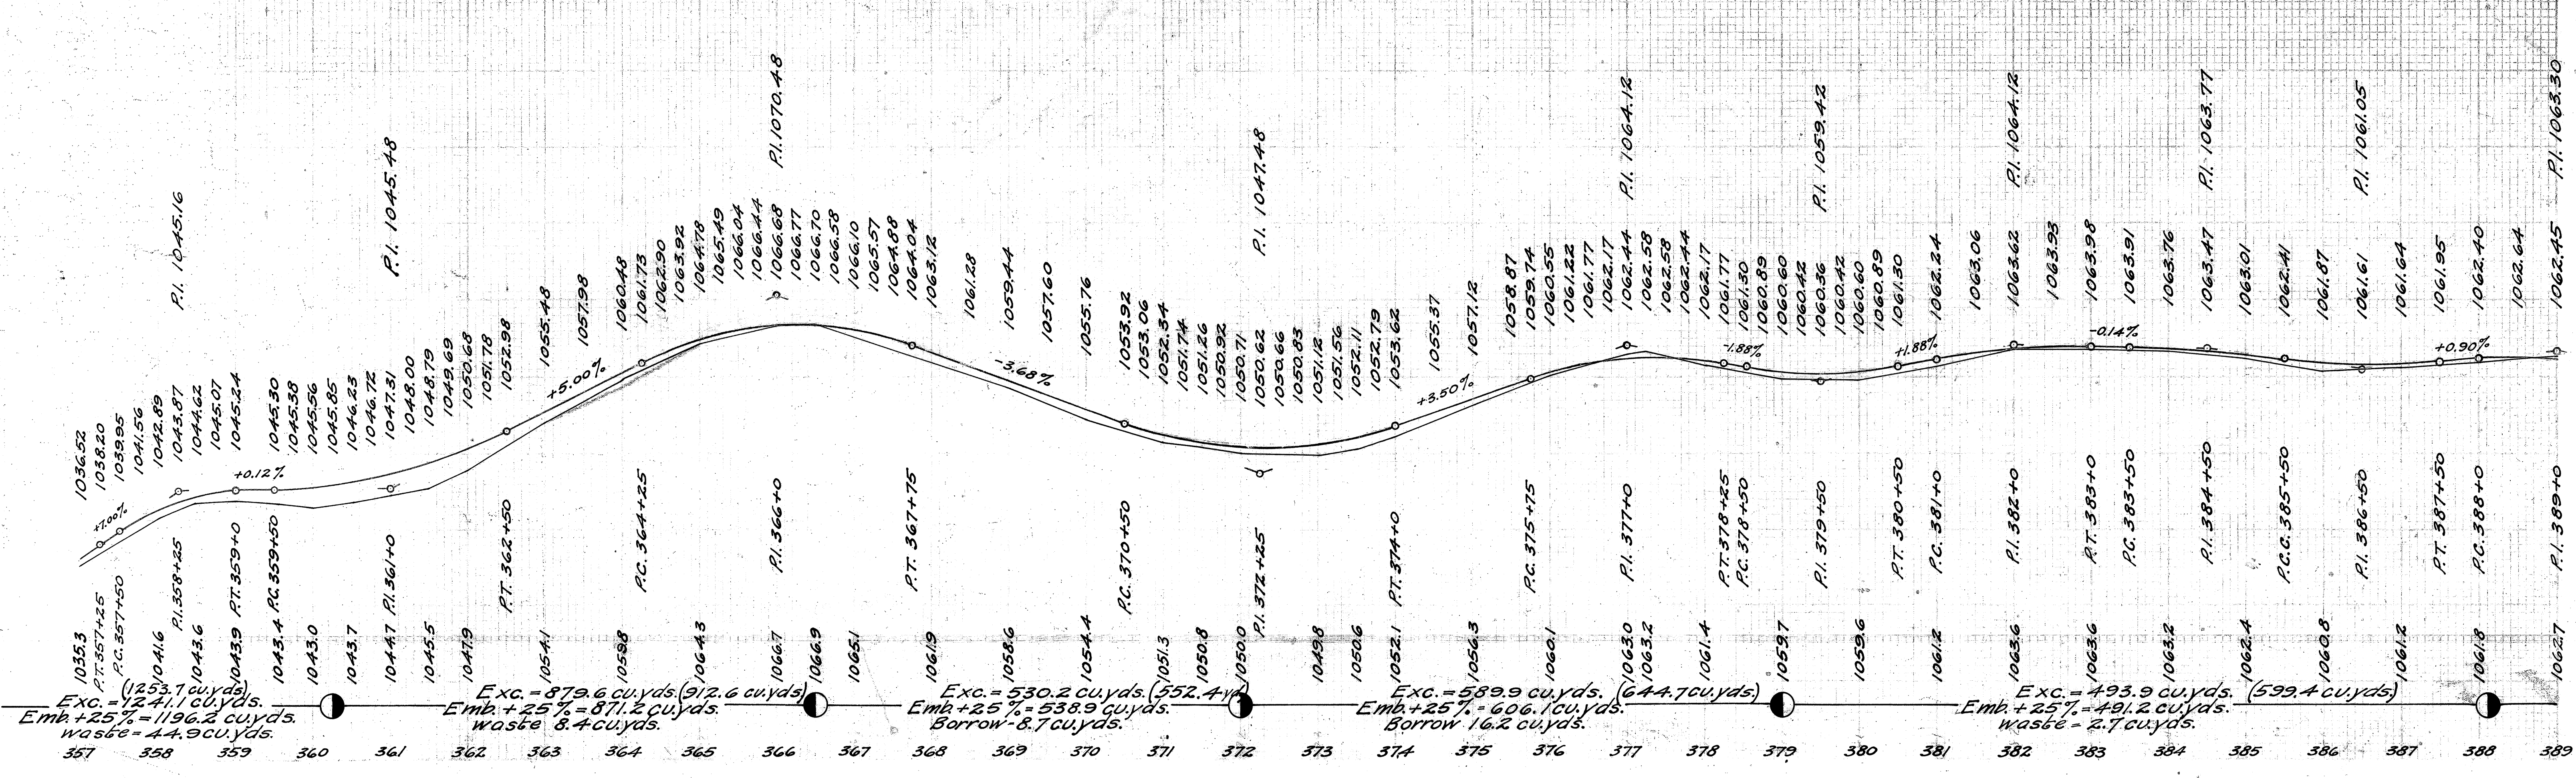 P.I. 1045.16
P.I. 1045.48
P.I. 1070.48
P.I. 1047.48
P.I. 1064.12
P.I. 1059.42
P.I. 1064.12
P.I. 1063.77
P.I. 1061.05
P.I. 1063.30
1036.52
1038.20
1039.95
1041.56
1042.89
1043.87
1044.62
1045.07
1045.24
1045.30
1045.38
1045.56
1045.85
1046.23
1046.72
1047.31
1048.00
1048.79
1049.69
1050.68
1051.78
1052.98
1055.48
1057.98
1060.48
1061.73
1062.90
1063.92
1064.78
1065.49
1066.04
1066.44
1066.68
1066.77
1066.70
1066.58
1066.10
1065.57
1064.88
1064.04
1063.12
1061.28
1059.44
1057.60
1055.76
1053.92
1053.06
1052.34
1051.74
1051.26
1050.92
1050.71
1050.62
1050.66
1050.83
1051.12
1051.56
1052.11
1052.79
1053.62
1055.37
1057.12
1058.87
1059.74
1060.55
1061.22
1061.77
1062.17
1062.44
1062.58
1062.58
1062.44
1062.17
1061.77
1061.30
1060.89
1060.60
1060.42
1060.36
1060.42
1060.60
1060.89
1061.30
1062.24
1063.06
1063.62
1063.93
1063.98
1063.91
1063.76
1063.47
1063.01
1062.41
1061.87
1061.61
1061.64
1061.95
1062.40
1062.64
1062.45
+7.00%
+0.12%
+5.00%
-3.68%
+3.50%
-1.88%
+1.88%
-0.14%
+0.90%
P.T. 357+25
P.C. 357+50
P.I. 358+25
P.T. 359+0
P.C. 359+50
P.I. 361+0
P.T. 362+50
P.C. 364+25
P.I. 366+0
P.T. 367+75
P.C. 370+50
P.I. 372+25
P.T. 374+0
P.C. 375+75
P.I. 377+0
P.T. 378+25
P.C. 378+50
P.I. 379+50
P.T. 380+50
P.C. 381+0
P.I. 382+0
P.T. 383+0
P.C. 383+50
P.I. 384+50
P.C.C. 385+50
P.I. 386+50
P.T. 387+50
P.C. 388+0
P.I. 389+0
1035.3
1041.6
1043.6
1043.9
1043.4
1043.0
1043.7
1044.7
1045.5
1047.9
1054.1
1059.8
1064.3
1066.7
1066.9
1065.1
1061.9
1058.6
1054.4
1051.3
1050.8
1050.0
1049.8
1050.6
1052.1
1056.3
1060.1
1063.0
1063.2
1061.4
1059.7
1059.6
1061.2
1063.6
1063.6
1063.2
1062.4
1060.8
1061.2
1061.8
1062.7
(1253.7 cu.yds)
Exc. = 1241.1 cu.yds.
Emb. + 25% = 1196.2 cu.yds.
waste = 44.9 cu.yds.
Exc. = 879.6 cu.yds. (912.6 cu.yds)
Emb. + 25% = 871.2 cu.yds.
waste 8.4 cu.yds.
Exc. = 530.2 cu.yds. (552.4 yd)
Emb. + 25% = 538.9 cu.yds.
Borrow - 8.7 cu.yds.
Exc. = 589.9 cu.yds. (644.7 cu.yds.)
Emb. + 25% = 606.1 cu.yds.
Borrow 16.2 cu.yds.
Exc. = 493.9 cu.yds. (599.4 cu.yds)
Emb. + 25% = 491.2 cu.yds.
waste = 2.7 cu.yds.
357 358 359 360 361 362 363 364 365 366 367 368 369 370 371 372 373 374 375 376 377 378 379 380 381 382 383 384 385 386 387 388 389